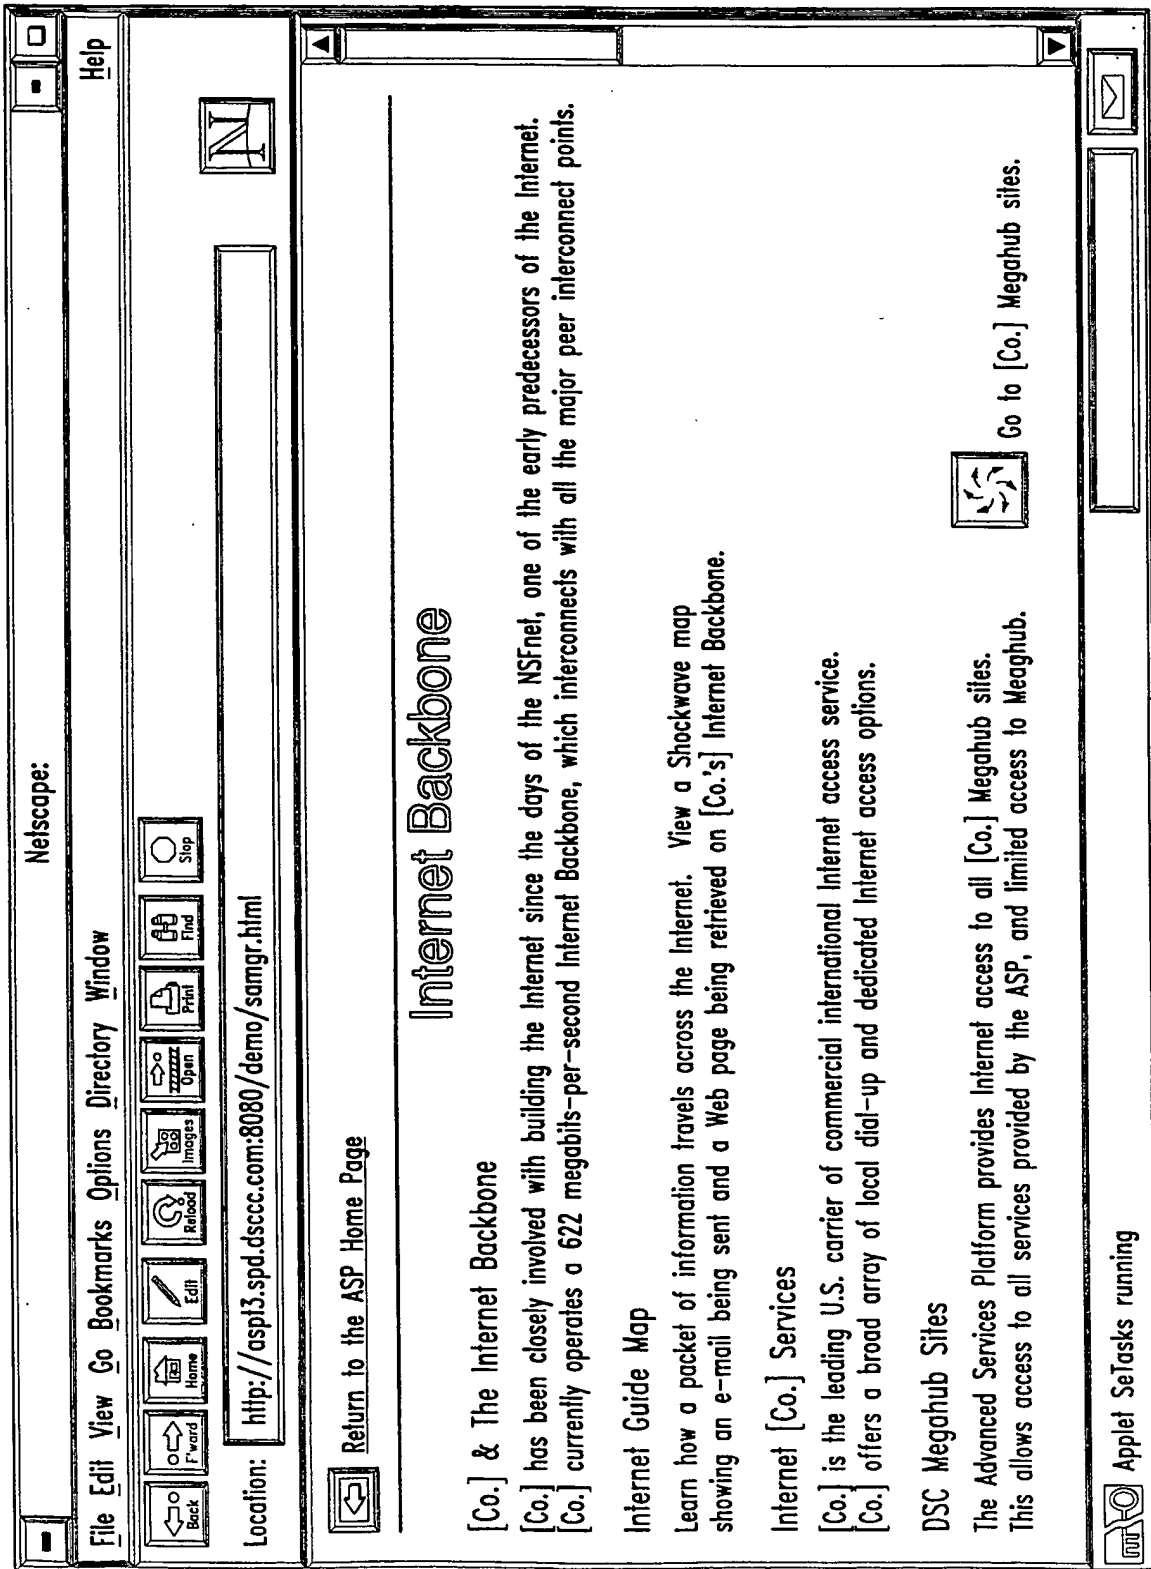 Netscape:
File Edit View Go Bookmarks Options Directory Window Help
Back F'ward Home Edit Reload Images Open Print Find Stop
N
Location: http://aspt3.spd.dsccc.com:8080/demo/samgr.html
Return to the ASP Home Page
Internet Backbone
[Co.] & The Internet Backbone
[Co.] has been closely involved with building the Internet since the days of the NSFnet, one of the early predecessors of the Internet.
[Co.] currently operates a 622 megabits-per-second Internet Backbone, which interconnects with all the major peer interconnect points.
Internet Guide Map
Learn how a packet of information travels across the Internet. View a Shockwave map
showing an e-mail being sent and a Web page being retrieved on [Co.'s] Internet Backbone.
Internet [Co.] Services
[Co.] is the leading U.S. carrier of commercial international Internet access service.
[Co.] offers a broad array of local dial-up and dedicated Internet access options.
DSC Megahub Sites
The Advanced Services Platform provides Internet access to all [Co.] Megahub sites.
This allows access to all services provided by the ASP, and limited access to Meaghub.
Go to [Co.] Megahub sites.
Applet SeTasks running